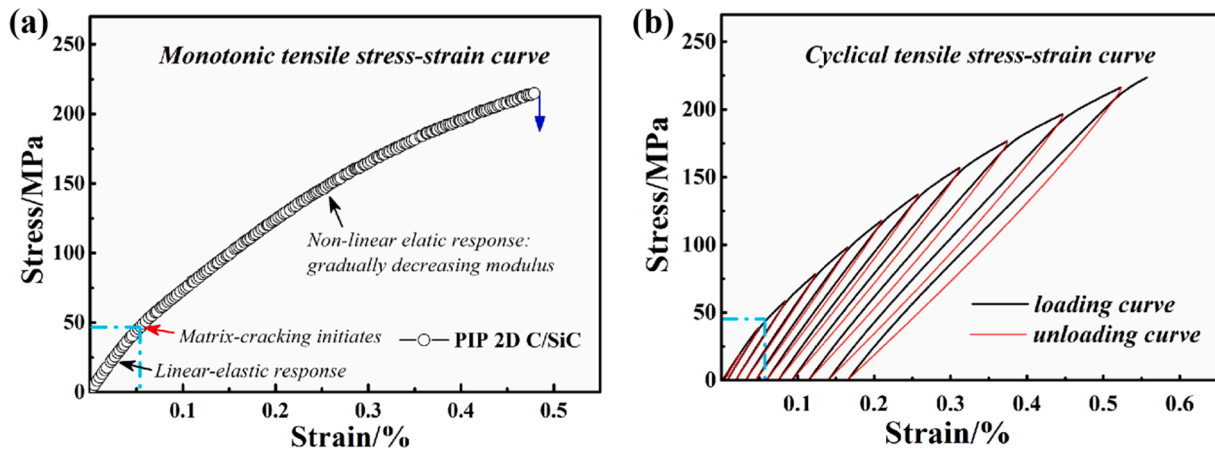 (a)
Monotonic tensile stress-strain curve
Stress/MPa
250
200
150
100
50
0
Non-linear elatic response:
gradually decreasing modulus
Matrix-cracking initiates
PIP 2D C/SiC
Linear-elastic response
0.1 0.2 0.3 0.4 0.5
Strain/%
(b)
Cyclical tensile stress-strain curve
Stress/MPa
250
200
150
100
50
0
loading curve
unloading curve
0.0 0.1 0.2 0.3 0.4 0.5 0.6
Strain/%